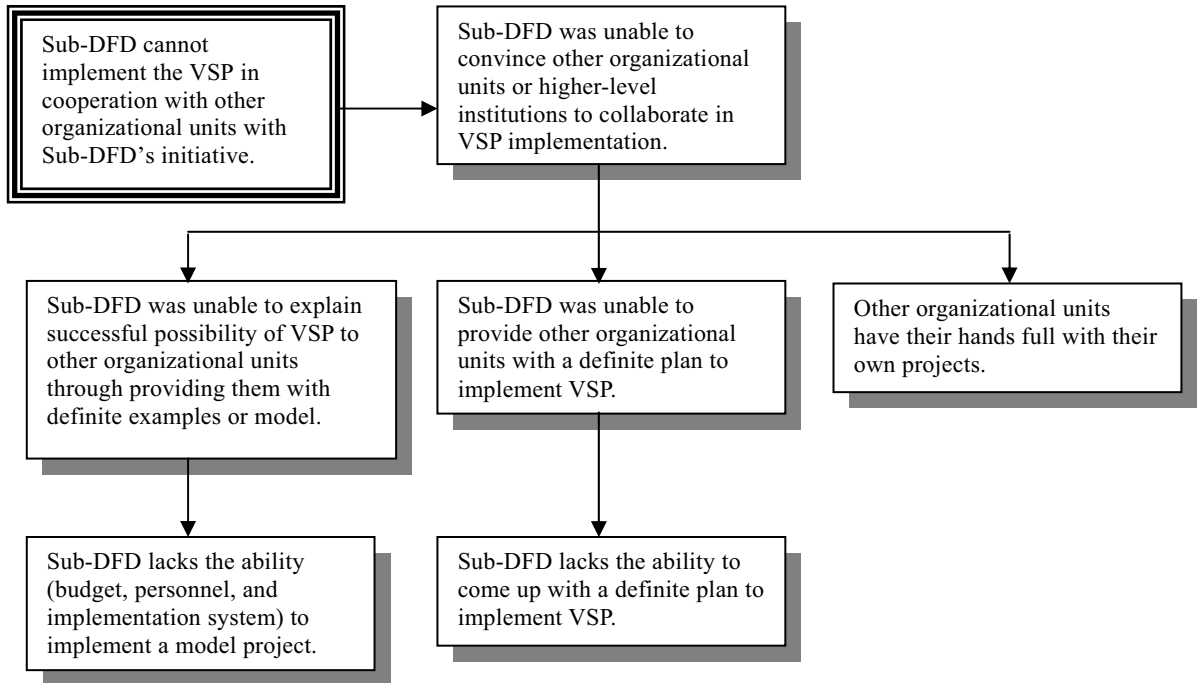 Sub-DFD cannot
implement the VSP in
cooperation with other
organizational units with
Sub-DFD’s initiative.
Sub-DFD was unable to
convince other organizational
units or higher-level
institutions to collaborate in
VSP implementation.
Sub-DFD was unable to explain
successful possibility of VSP to
other organizational units
through providing them with
definite examples or model.
Sub-DFD was unable to
provide other organizational
units with a definite plan to
implement VSP.
Other organizational units
have their hands full with their
own projects.
Sub-DFD lacks the ability
(budget, personnel, and
implementation system) to
implement a model project.
Sub-DFD lacks the ability to
come up with a definite plan to
implement VSP.